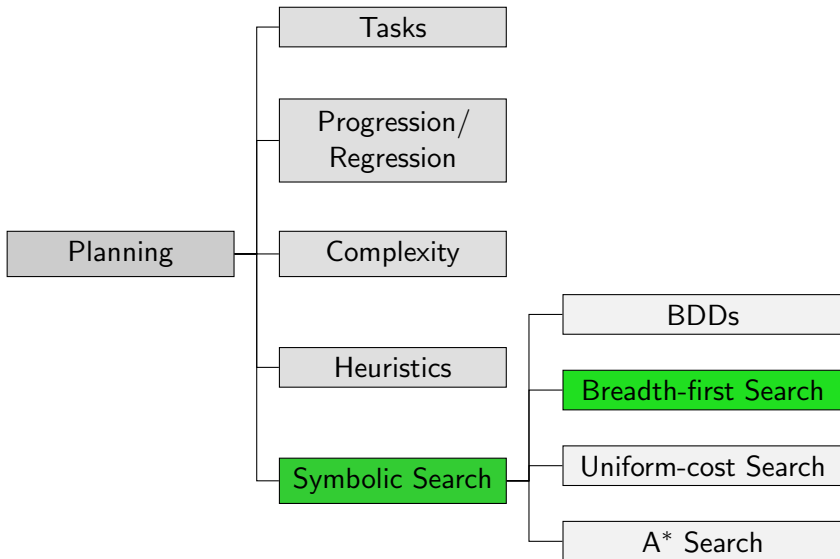 Tasks
Progression/
Regression
Planning
Complexity
BDDs
Heuristics
Breadth-first Search
Uniform-cost Search
Symbolic Search
A* Search